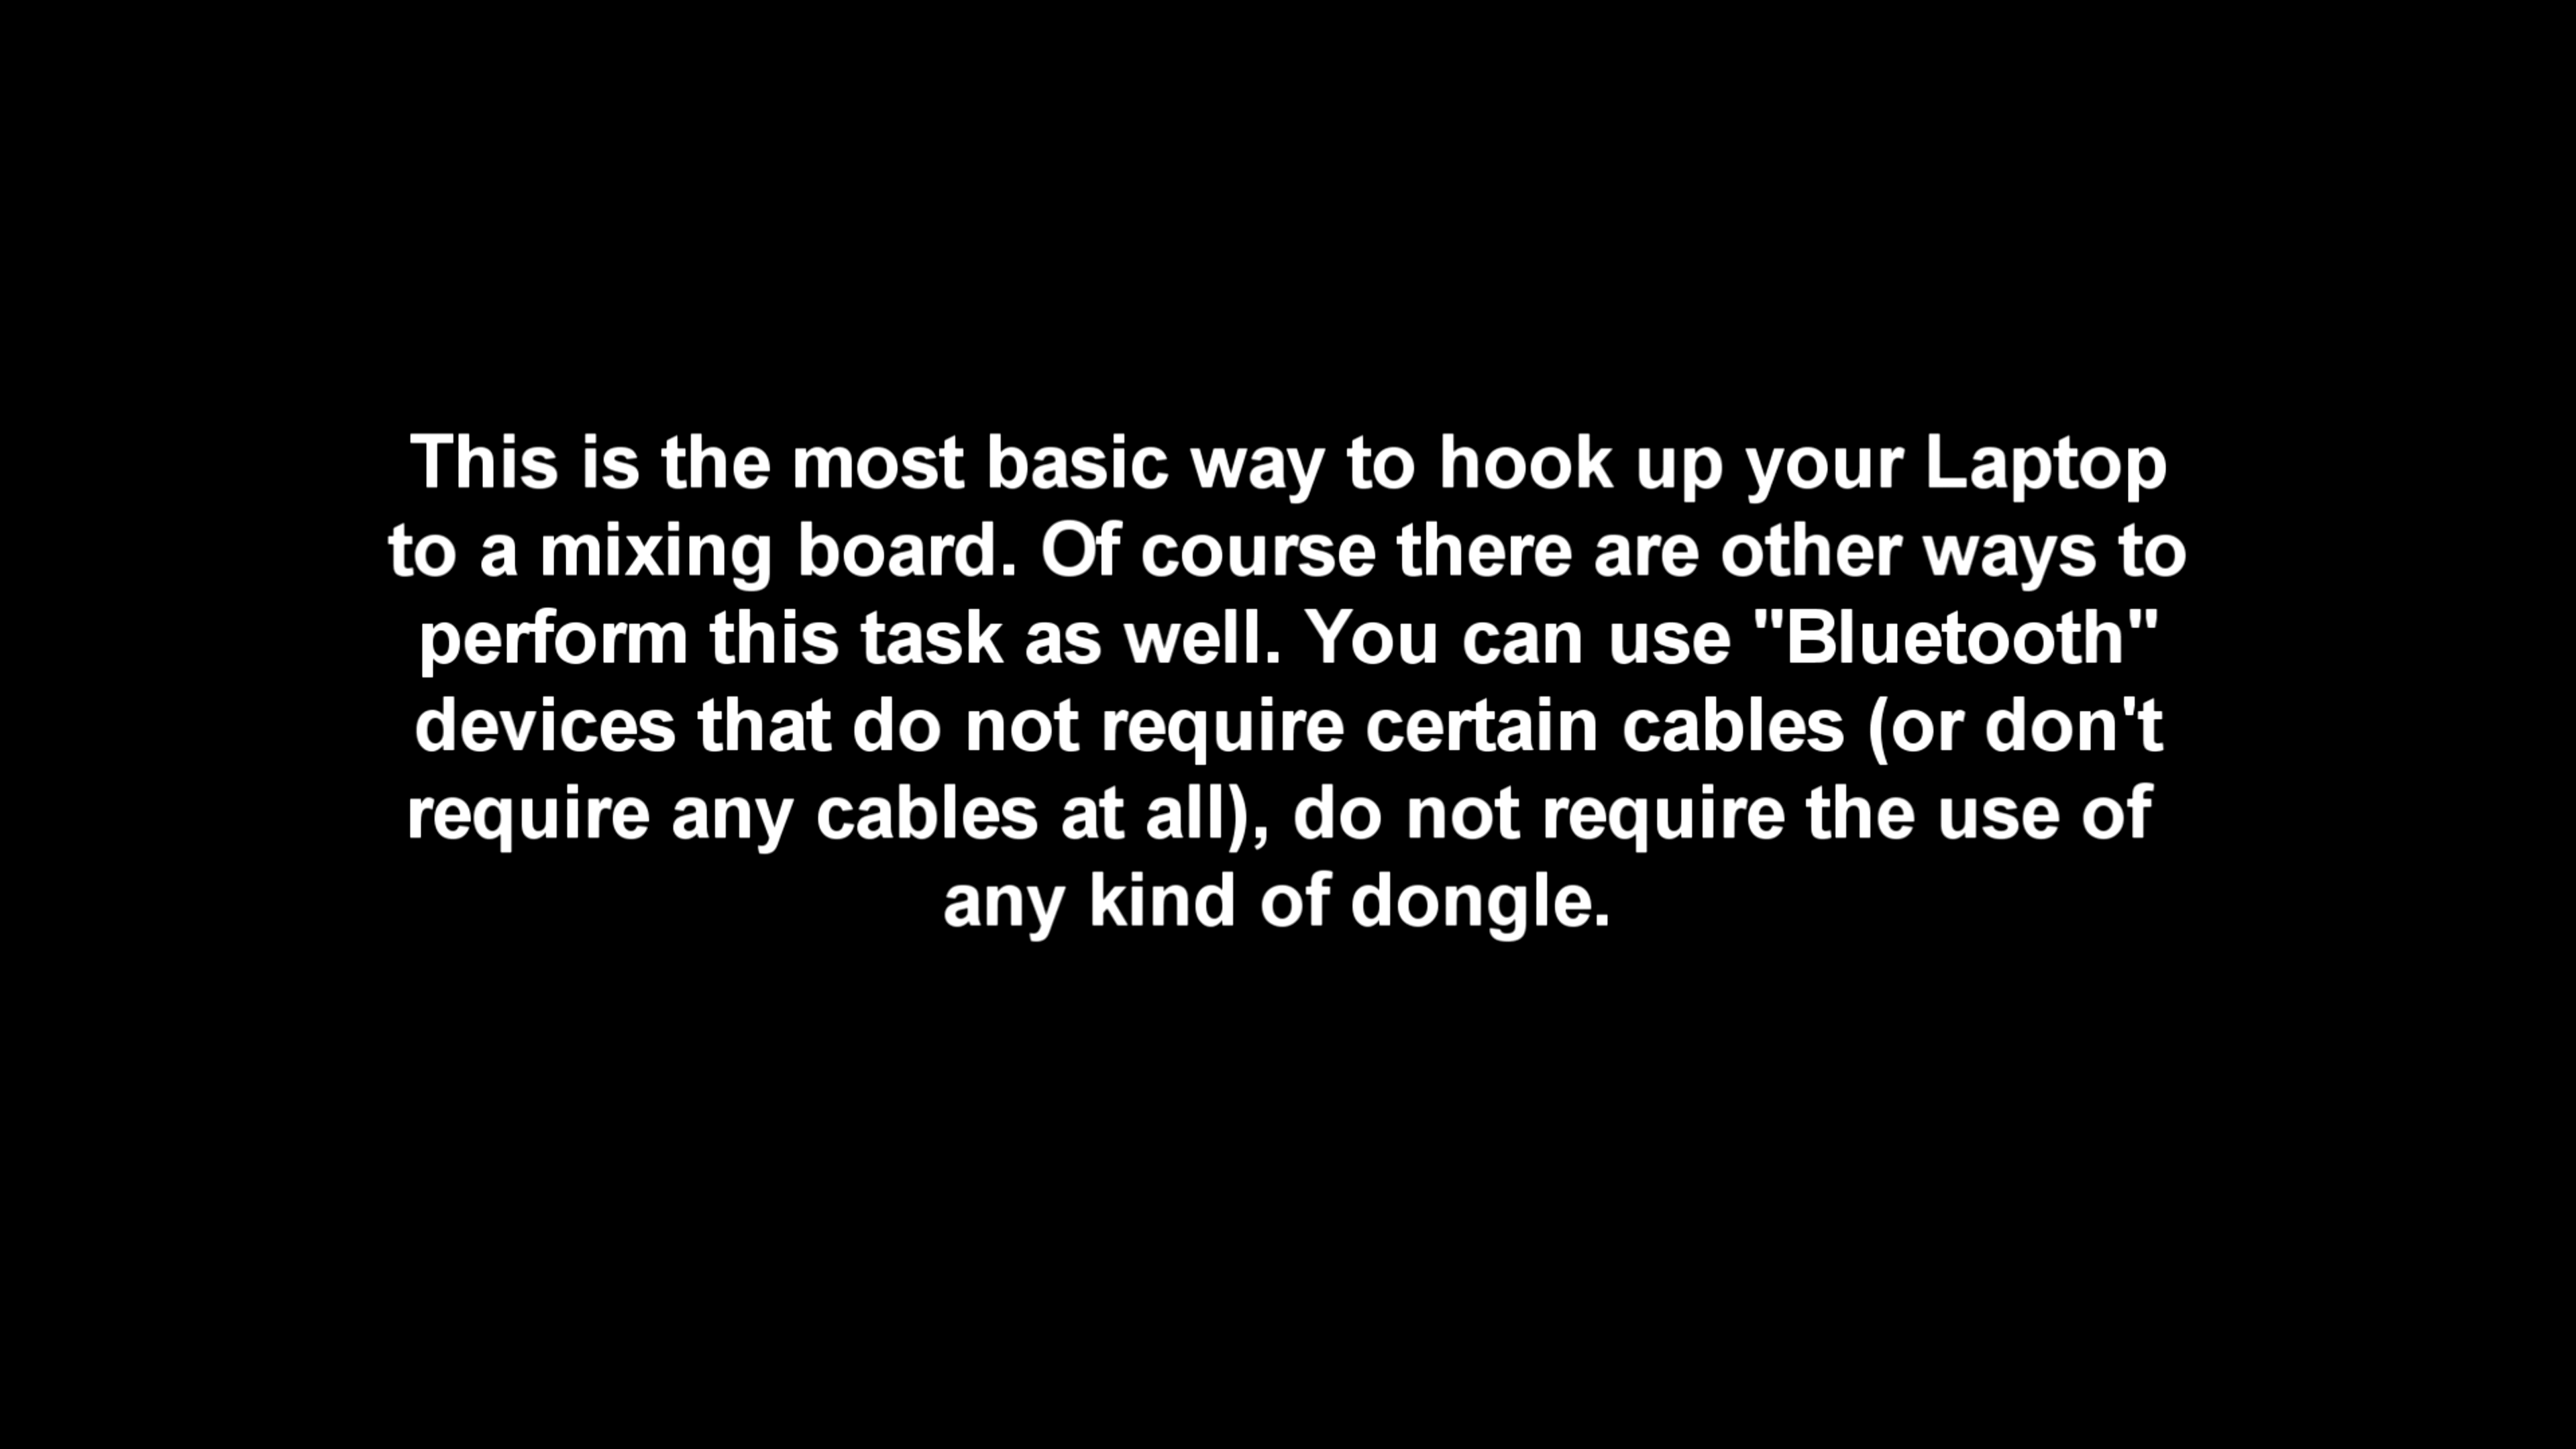 This is the most basic way to hook up your Laptop
to a mixing board. Of course there are other ways to
perform this task as well. You can use "Bluetooth"
devices that do not require certain cables (or don't
require any cables at all), do not require the use of
any kind of dongle.